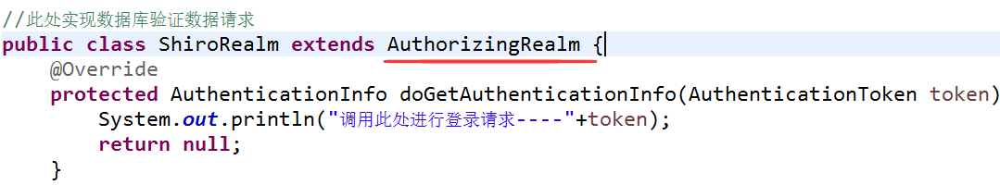 //此处实现数据库验证数据请求
public class ShiroRealm extends AuthorizingRealm {
@Override
protected AuthenticationInfo doGetAuthenticationInfo(AuthenticationToken token)
System.out.println("调用此处进行登录请求----"+token);
return null;
}